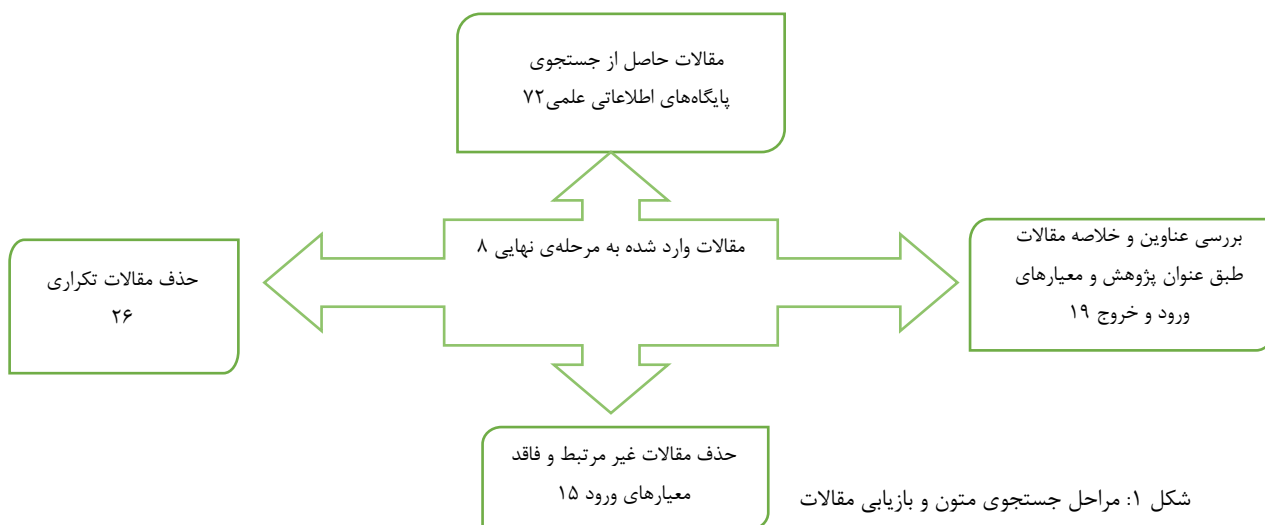 مقالات حاصل از جستجوی
پایگاه‌های اطلاعاتی علمی۷۲
مقالات وارد شده به مرحله‌ی نهایی ۸
بررسی عناوین و خلاصه مقالات
طبق عنوان پژوهش و معیارهای
ورود و خروج ۱۹
حذف مقالات تکراری
۲۶
حذف مقالات غیر مرتبط و فاقد
معیارهای ورود ۱۵
شکل ۱: مراحل جستجوی متون و بازیابی مقالات